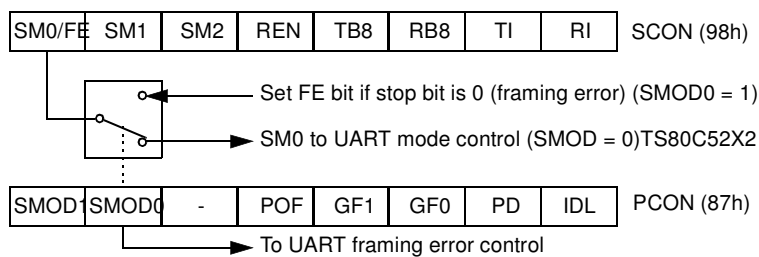 SM0/FE SM1 SM2 REN TB8 RB8 TI RI SCON (98h)
Set FE bit if stop bit is 0 (framing error) (SMOD0 = 1)
SM0 to UART mode control (SMOD = 0)TS80C52X2
SMOD1 SMOD0 - POF GF1 GF0 PD IDL PCON (87h)
To UART framing error control